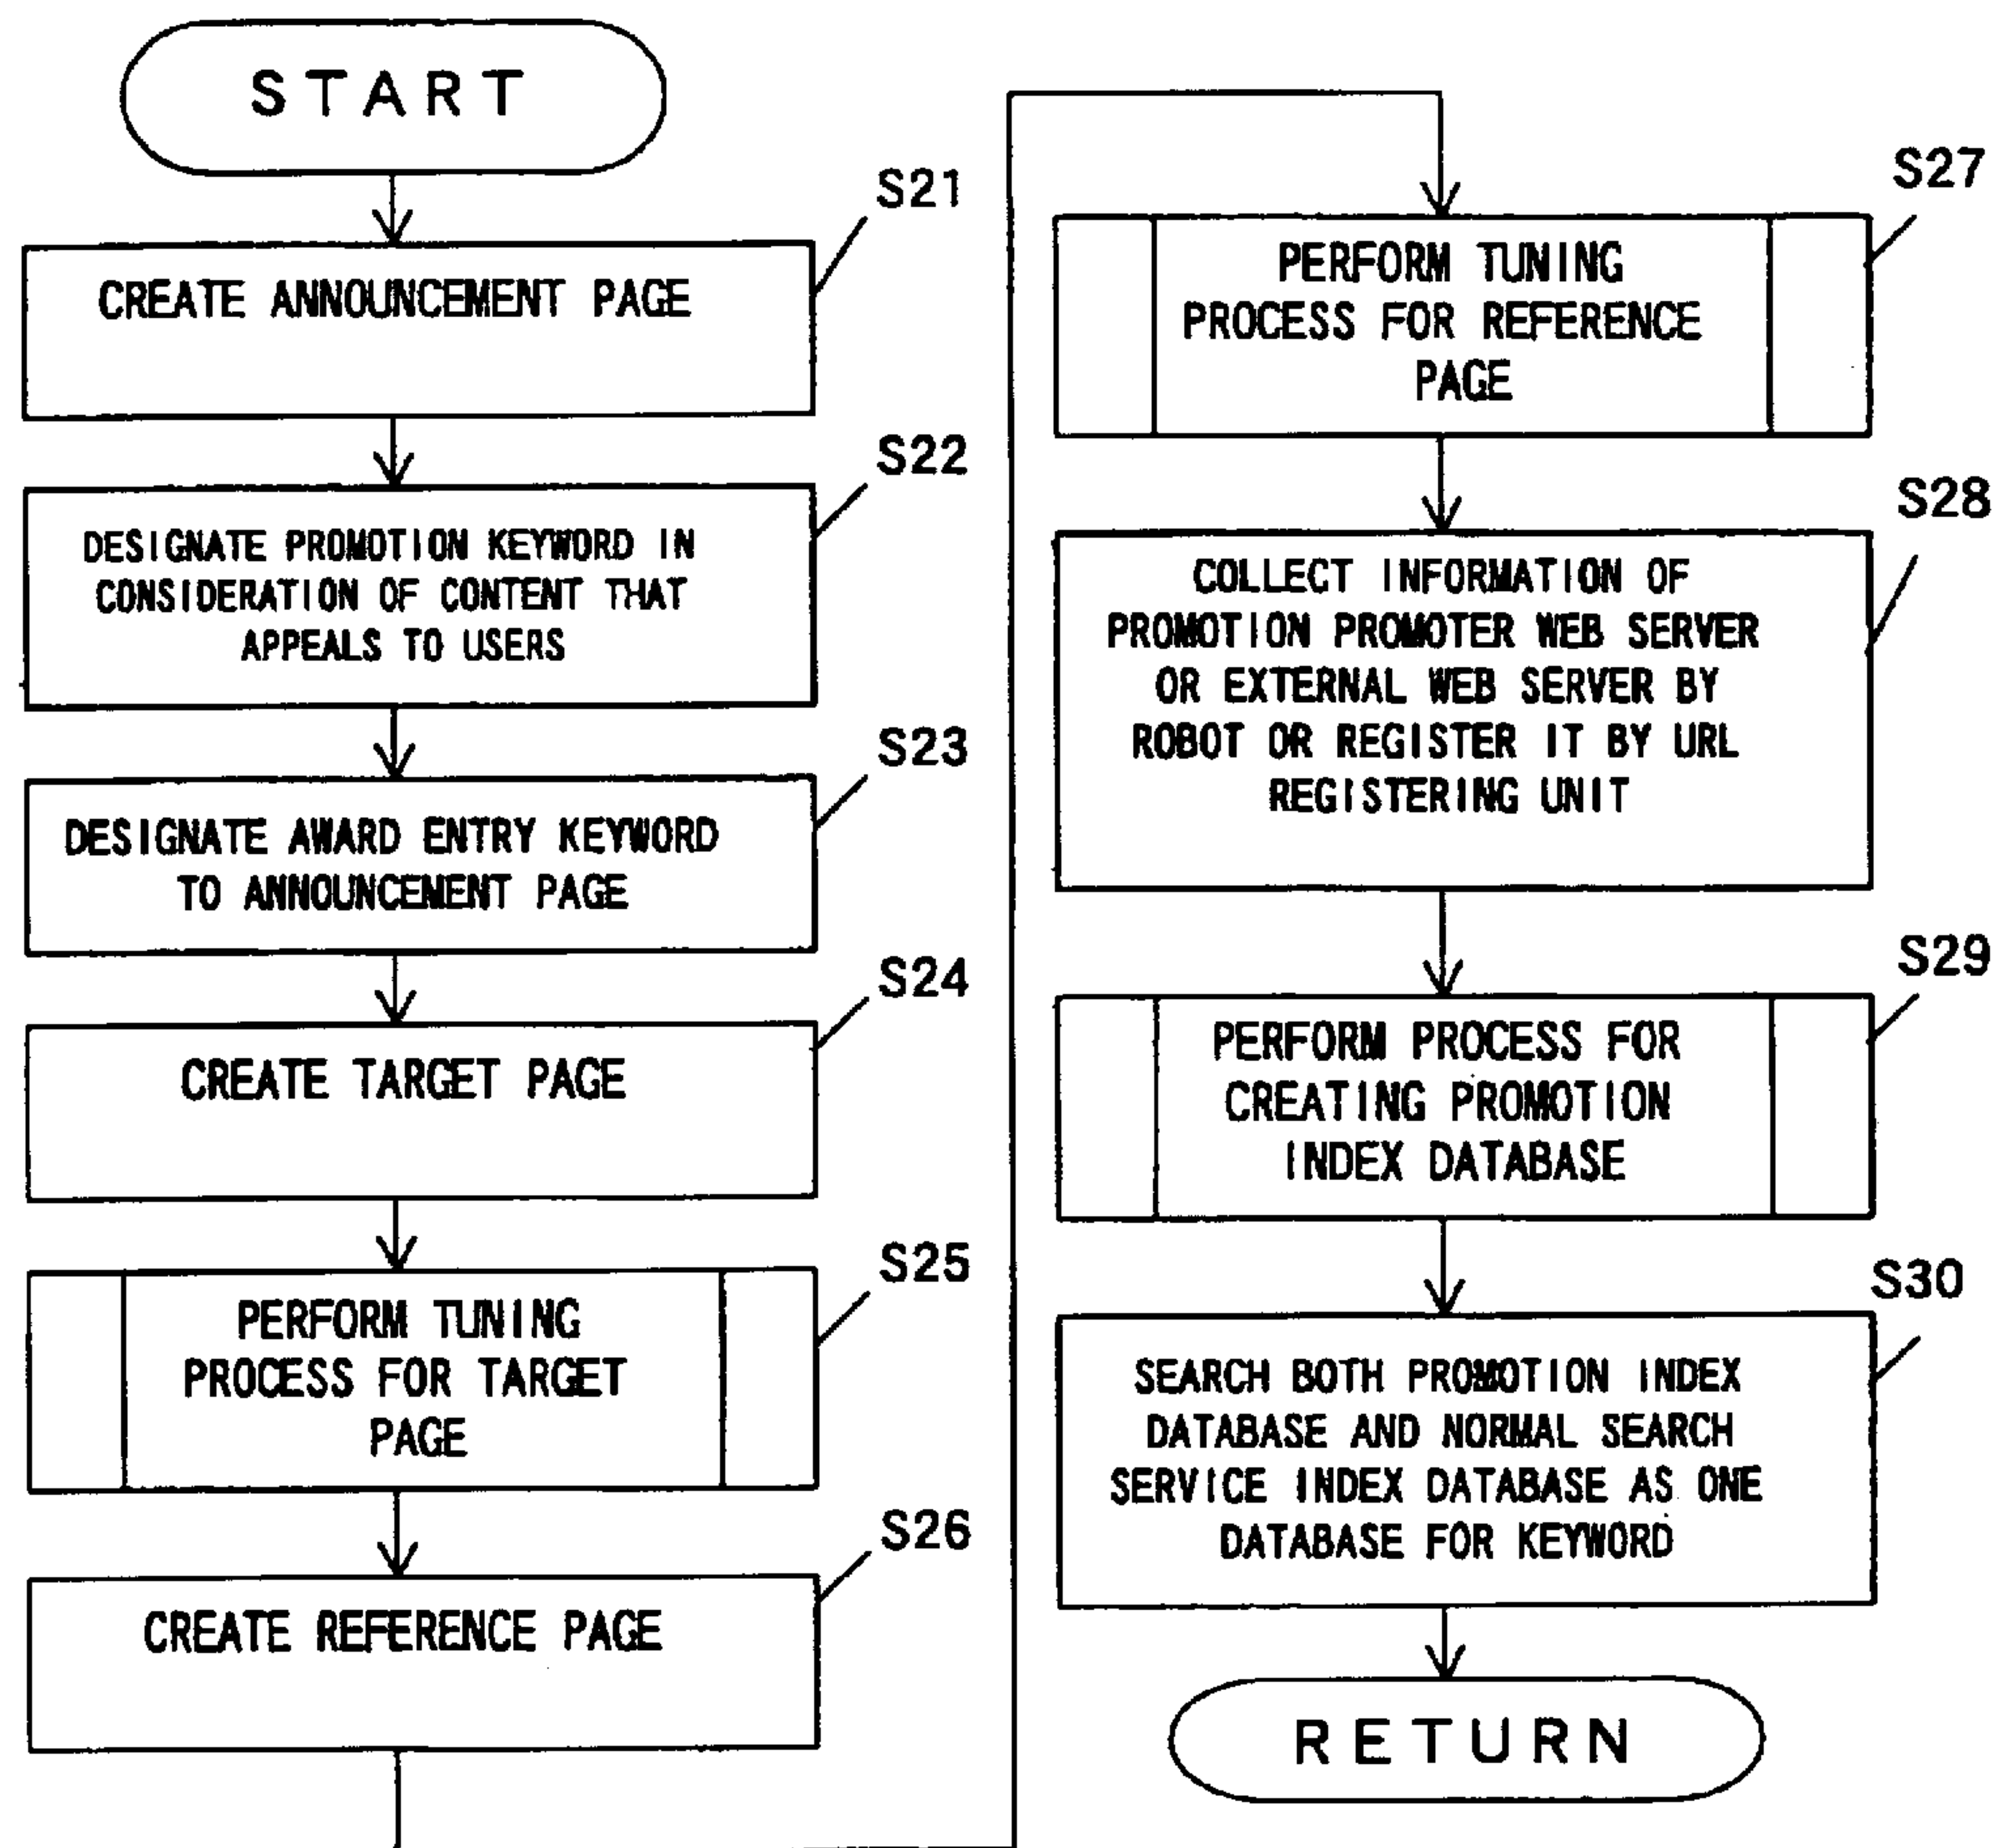 START
S21
CREATE ANNOUNCEMENT PAGE
S22
DESIGNATE PROMOTION KEYWORD IN
CONSIDERATION OF CONTENT THAT
APPEALS TO USERS
S23
DESIGNATE AWARD ENTRY KEYWORD
TO ANNOUNCEMENT PAGE
S24
CREATE TARGET PAGE
S25
PERFORM TUNING
PROCESS FOR TARGET
PAGE
S26
CREATE REFERENCE PAGE
S27
PERFORM TUNING
PROCESS FOR REFERENCE
PAGE
S28
COLLECT INFORMATION OF
PROMOTION PROMOTER WEB SERVER
OR EXTERNAL WEB SERVER BY
ROBOT OR REGISTER IT BY URL
REGISTERING UNIT
S29
PERFORM PROCESS FOR
CREATING PROMOTION
INDEX DATABASE
S30
SEARCH BOTH PROMOTION INDEX
DATABASE AND NORMAL SEARCH
SERVICE INDEX DATABASE AS ONE
DATABASE FOR KEYWORD
RETURN